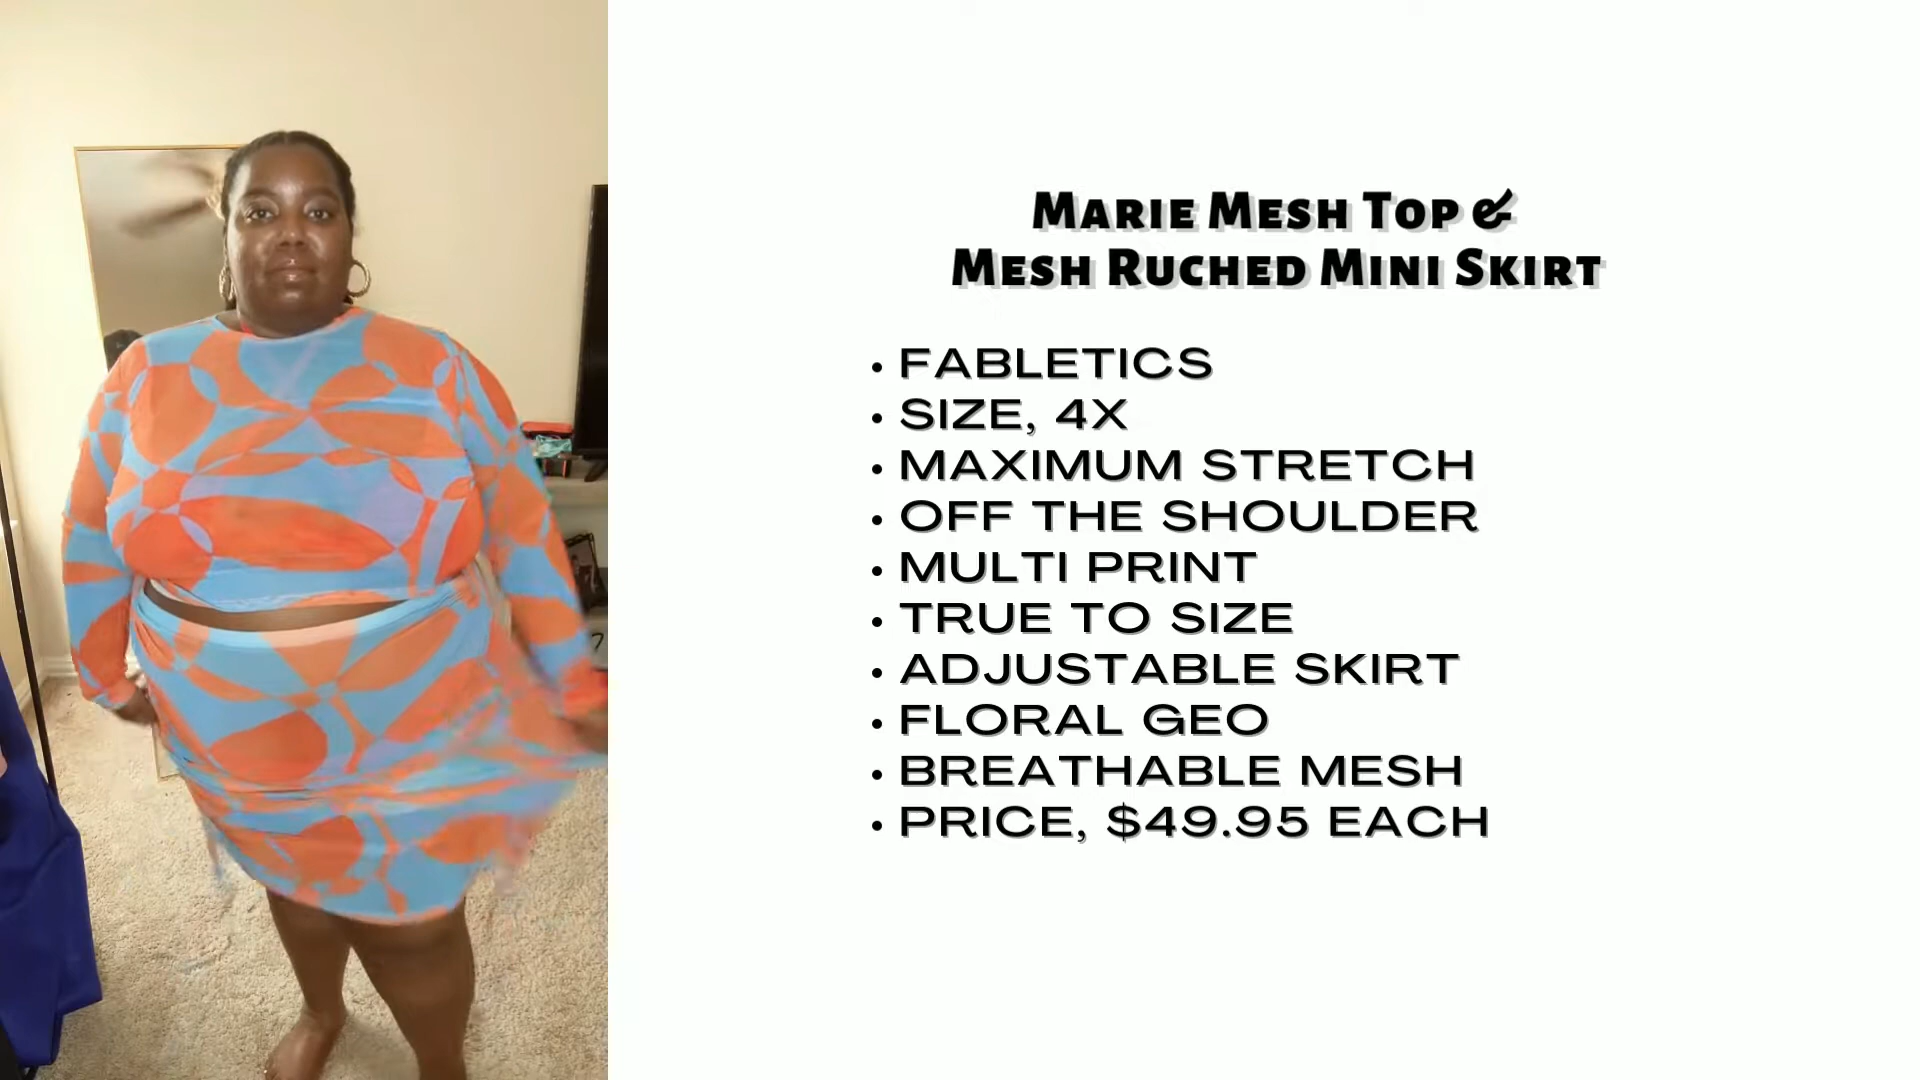 Marie Mesh Top &
Mesh Ruched Mini Skirt
• FABLETICS
• SIZE, 4X
• MAXIMUM STRETCH
• OFF THE SHOULDER
• MULTI PRINT
• TRUE TO SIZE
• ADJUSTABLE SKIRT
• FLORAL GEO
• BREATHABLE MESH
• PRICE, $49.95 EACH